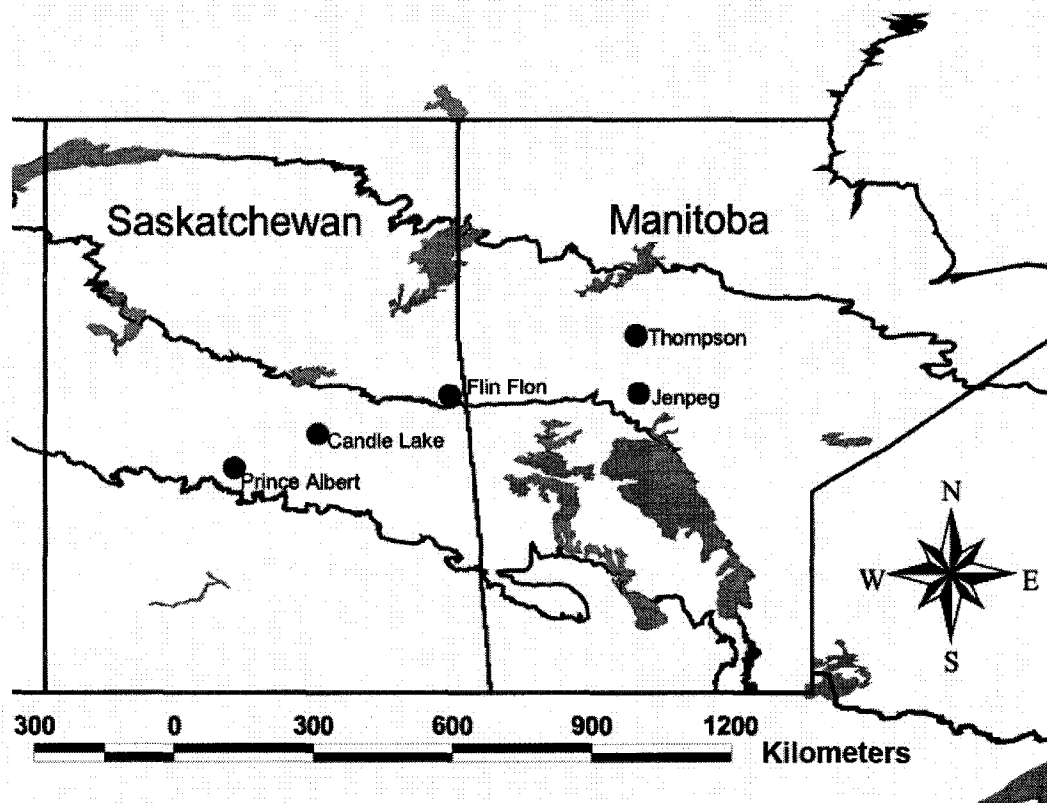 Saskatchewan
Manitoba
Thompson
Flin Flon
Jenpeg
Candle Lake
Prince Albert
N
W
E
S
300 0 300 600 900 1200
Kilometers